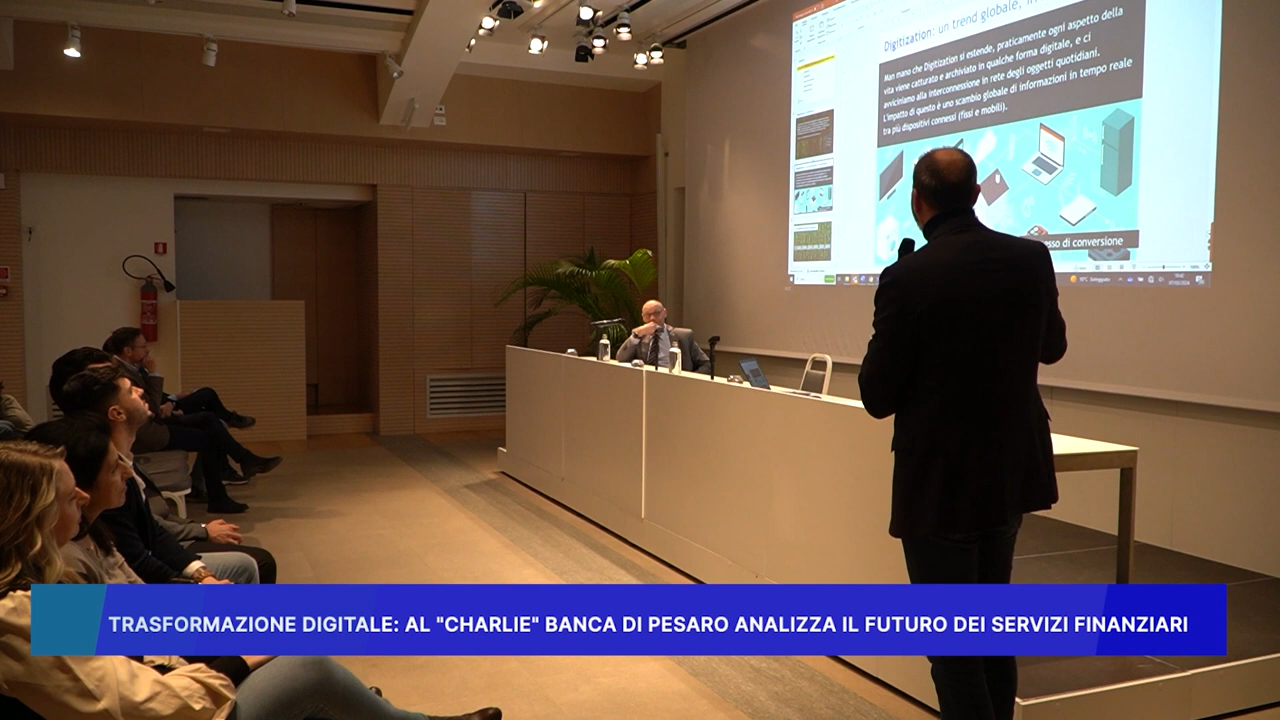 Digitization: un trend globale,
Man mano che Digitization si estende, praticamente ogni aspetto della
vita viene catturato e archiviato in qualche forma digitale, e ci
avviciniamo alla interconnessione in rete degli oggetti quotidiani.
L'impatto di questo è uno scambio globale di informazioni in tempo reale
tra più dispositivi connessi (fissi e mobili).
di conversione
TRASFORMAZIONE DIGITALE: AL "CHARLIE" BANCA DI PESARO ANALIZZA IL FUTURO DEI SERVIZI FINANZIARI